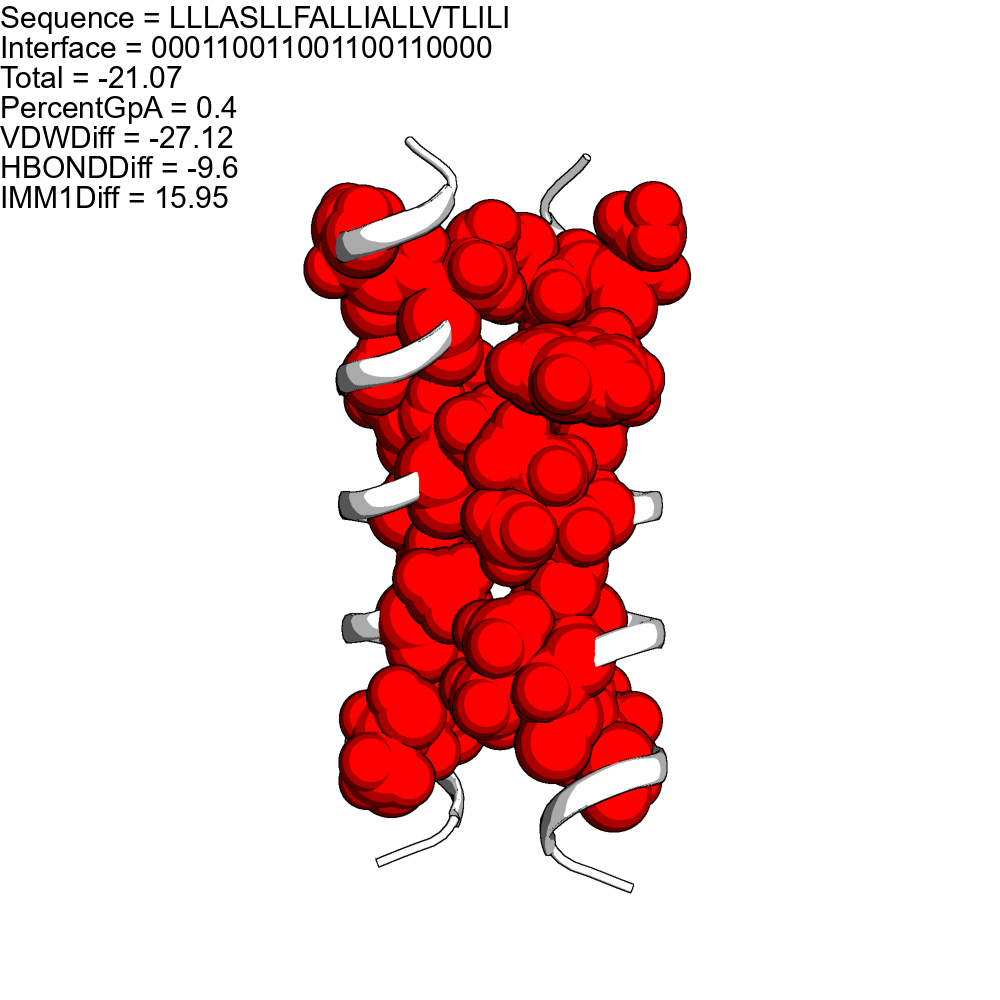 Sequence = LLLASLLFALLIALLVTLILI
Interface = 000110011001100110000
Total = -21.07
PercentGpA = 0.4
VDWDiff = -27.12
HBONDDiff = -9.6
IMM1Diff = 15.95